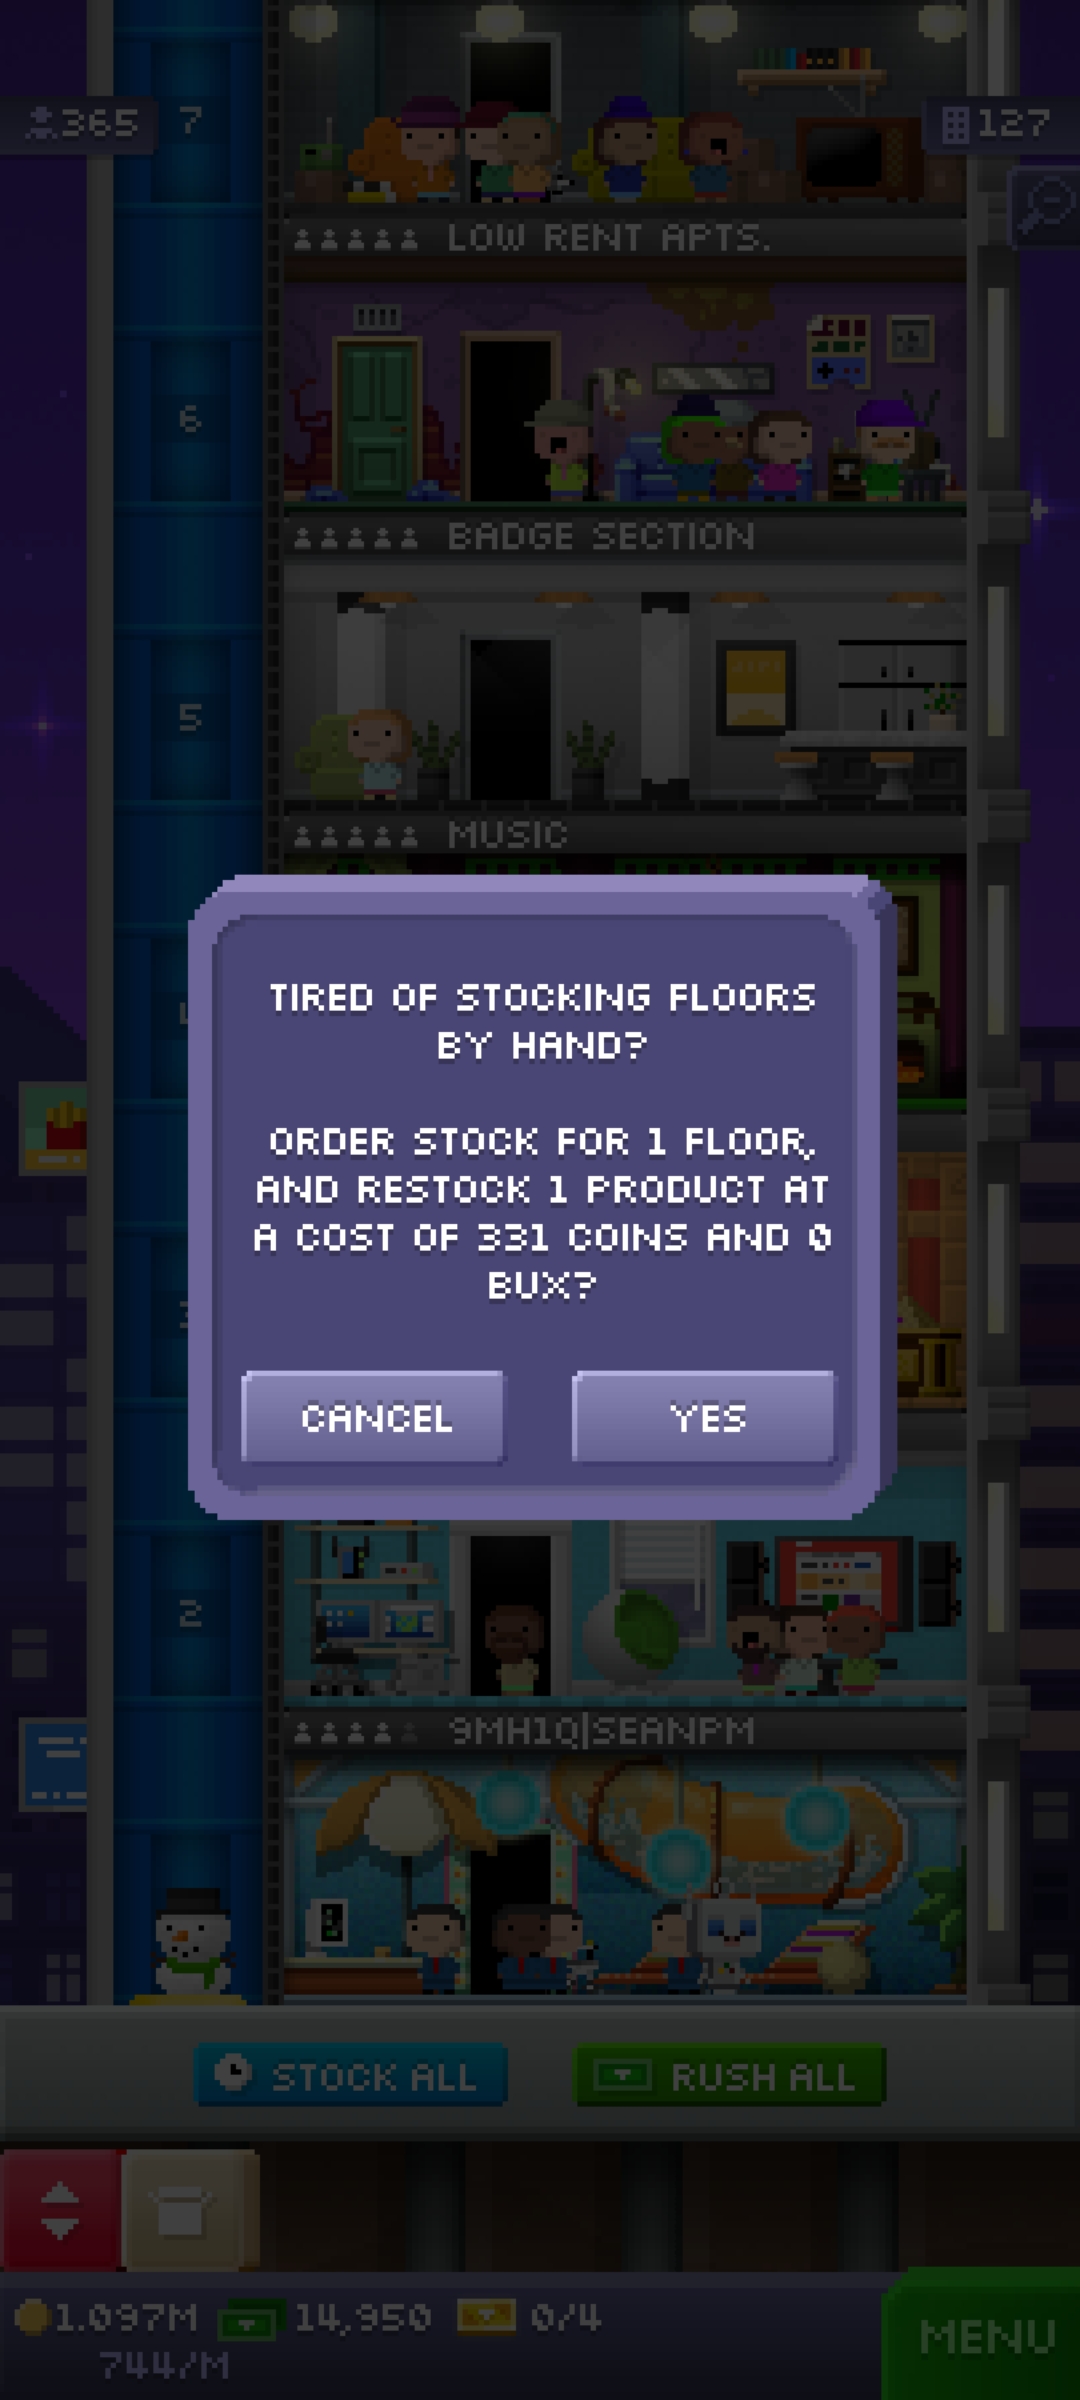 365
7
127
LOW RENT APTS.
6
BADGE SECTION
5
MUSIC
TIRED OF STOCKING FLOORS
BY HAND?
ORDER STOCK FOR 1 FLOOR,
AND RESTOCK 1 PRODUCT AT
A COST OF 331 COINS AND 0
BUX?
CANCEL
YES
2
9MH1Q|SEANPM
STOCK ALL
RUSH ALL
1.097M
14,950
0/4
744/M
MENU